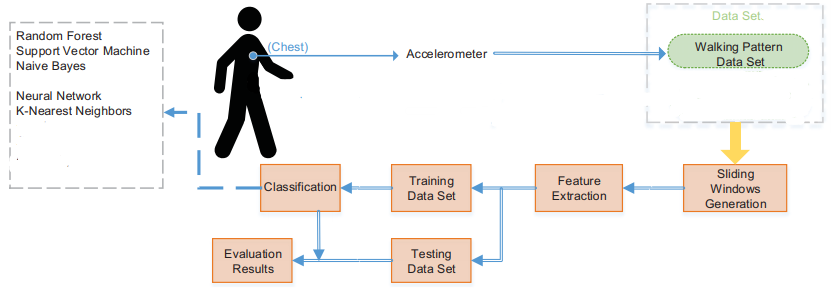 Random Forest
Support Vector Machine
Naive Bayes
Neural Network
K-Nearest Neighbors
.
(Chest)
Accelerometer
Data Set.
Walking Pattern
Data Set
Classification
Training
Data Set
Feature
Extraction
Sliding
Windows
Generation
Evaluation
Results
Testing
Data Set